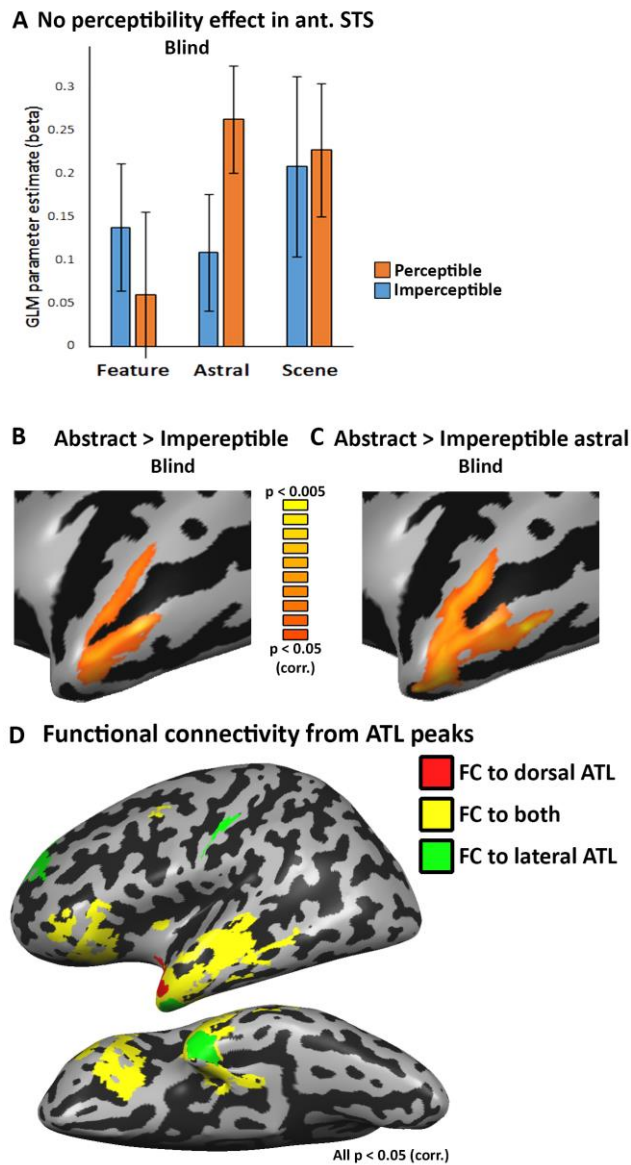 A No perceptibility effect in ant. STS
Blind
GLM parameter estimate (beta)
0.3
0.25
0.2
0.15
0.1
0.05
0
Feature Astral Scene
Perceptible
Imperceptible
B Abstract > Impereptible
Blind
C Abstract > Impereptible astral
Blind
p < 0.005
p < 0.05
(corr.)
D Functional connectivity from ATL peaks
FC to dorsal ATL
FC to both
FC to lateral ATL
All p < 0.05 (corr.)